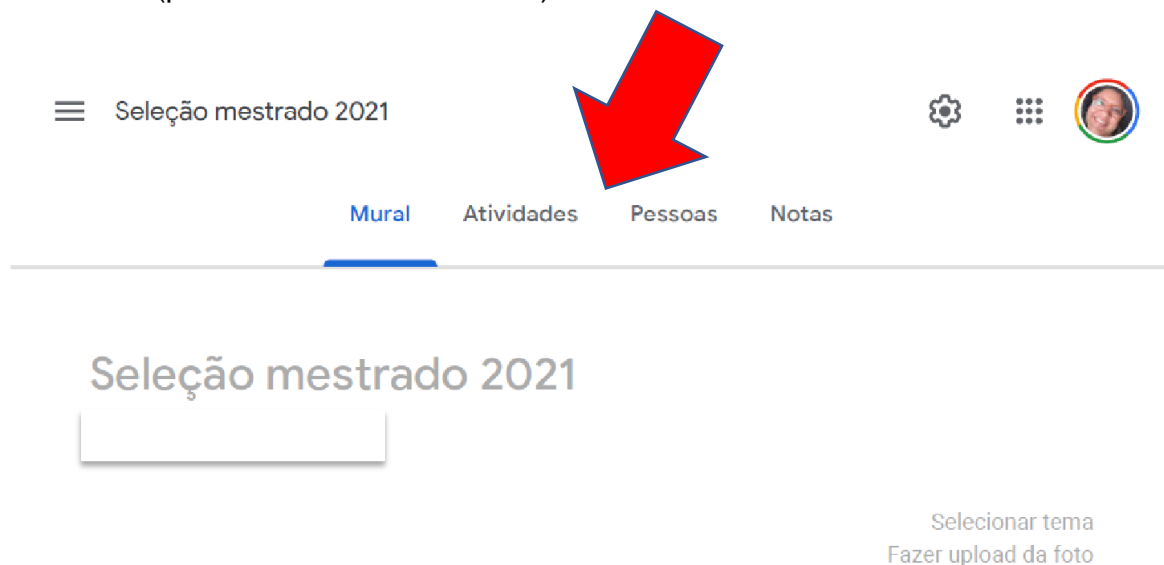 Seleção mestrado 2021
Mural Atividades Pessoas Notas
Seleção mestrado 2021
Selecionar tema
Fazer upload da foto